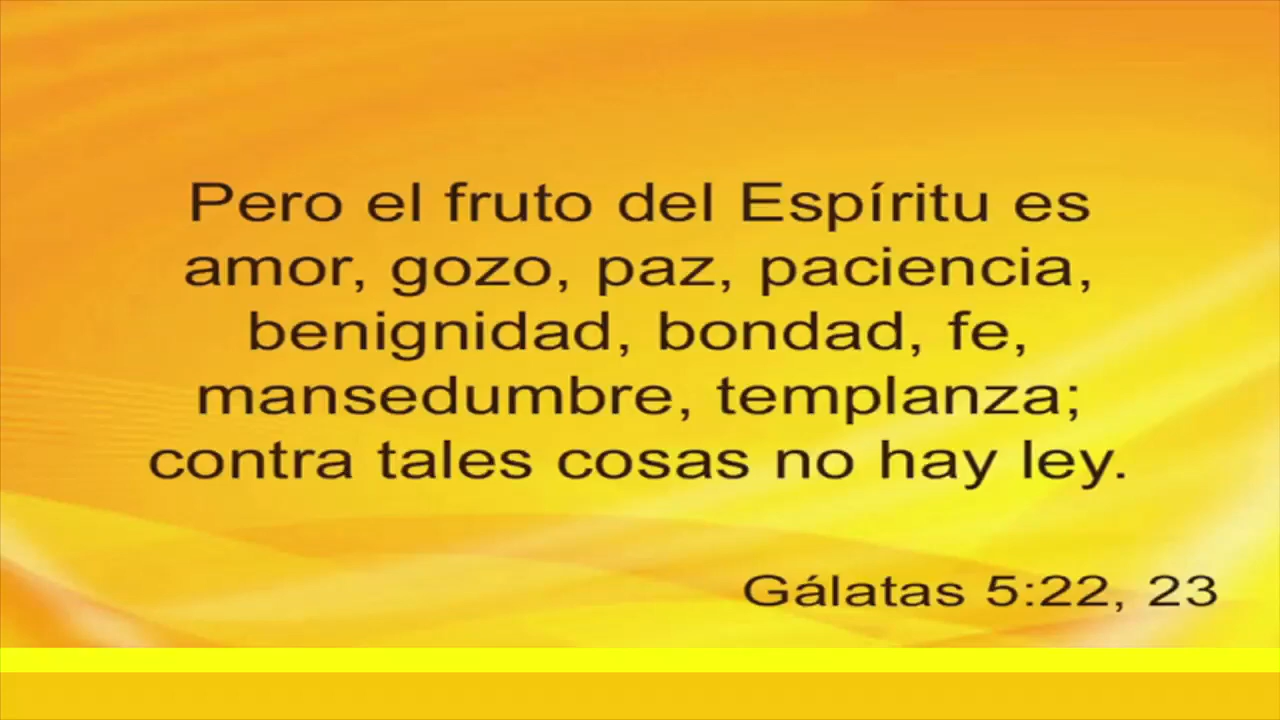 Pero el fruto del Espíritu es
amor, gozo, paz, paciencia,
benignidad, bondad, fe,
mansedumbre, templanza;
contra tales cosas no hay ley.
Gálatas 5:22, 23